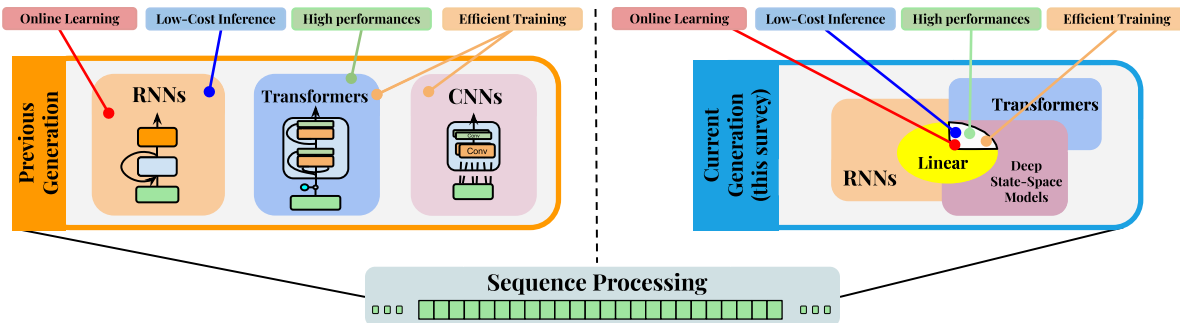 Online Learning
Low-Cost Inference
High performances
Efficient Training
Previous
Generation
RNNs
Transformers
CNNs
Conv
Conv
Online Learning
Low-Cost Inference
High performances
Efficient Training
Current
Generation
(this survey)
Transformers
Linear
RNNs
Deep
State-Space
Models
Sequence Processing